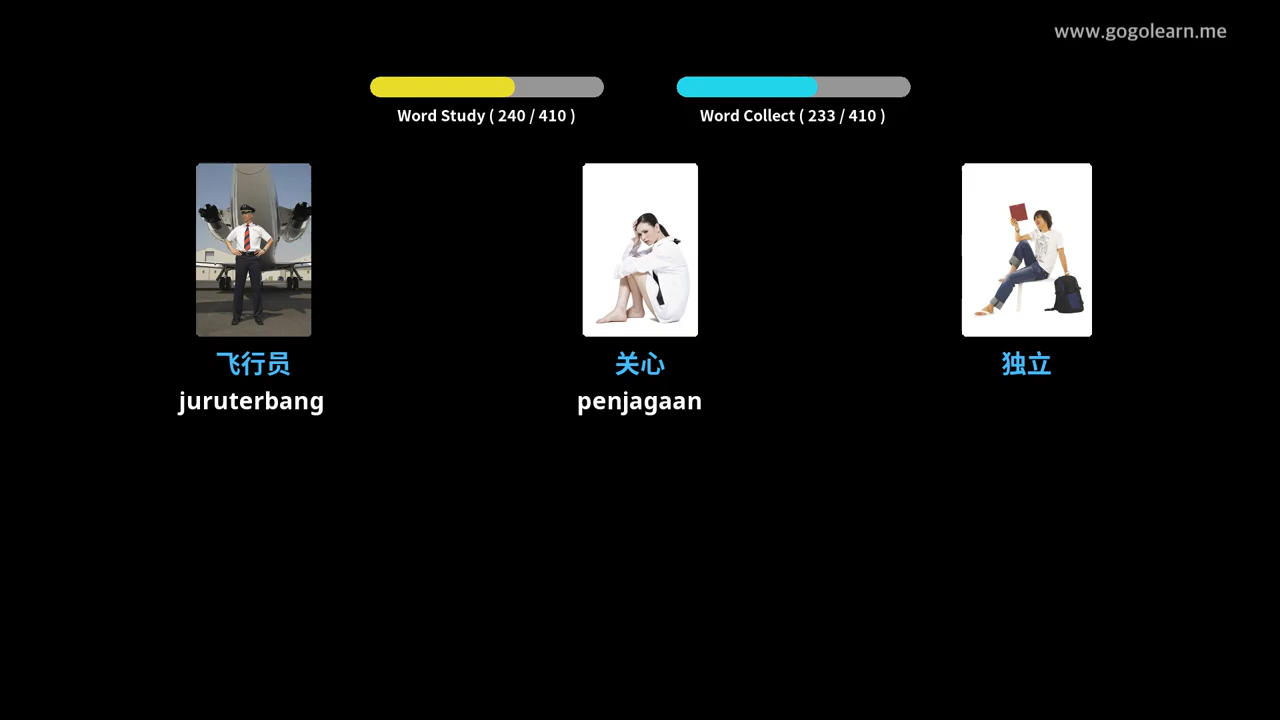 www.gogolearn.me
Word Study ( 240 / 410 )
Word Collect ( 233 / 410 )
飞行员
关心
独立
juruterbang
penjagaan